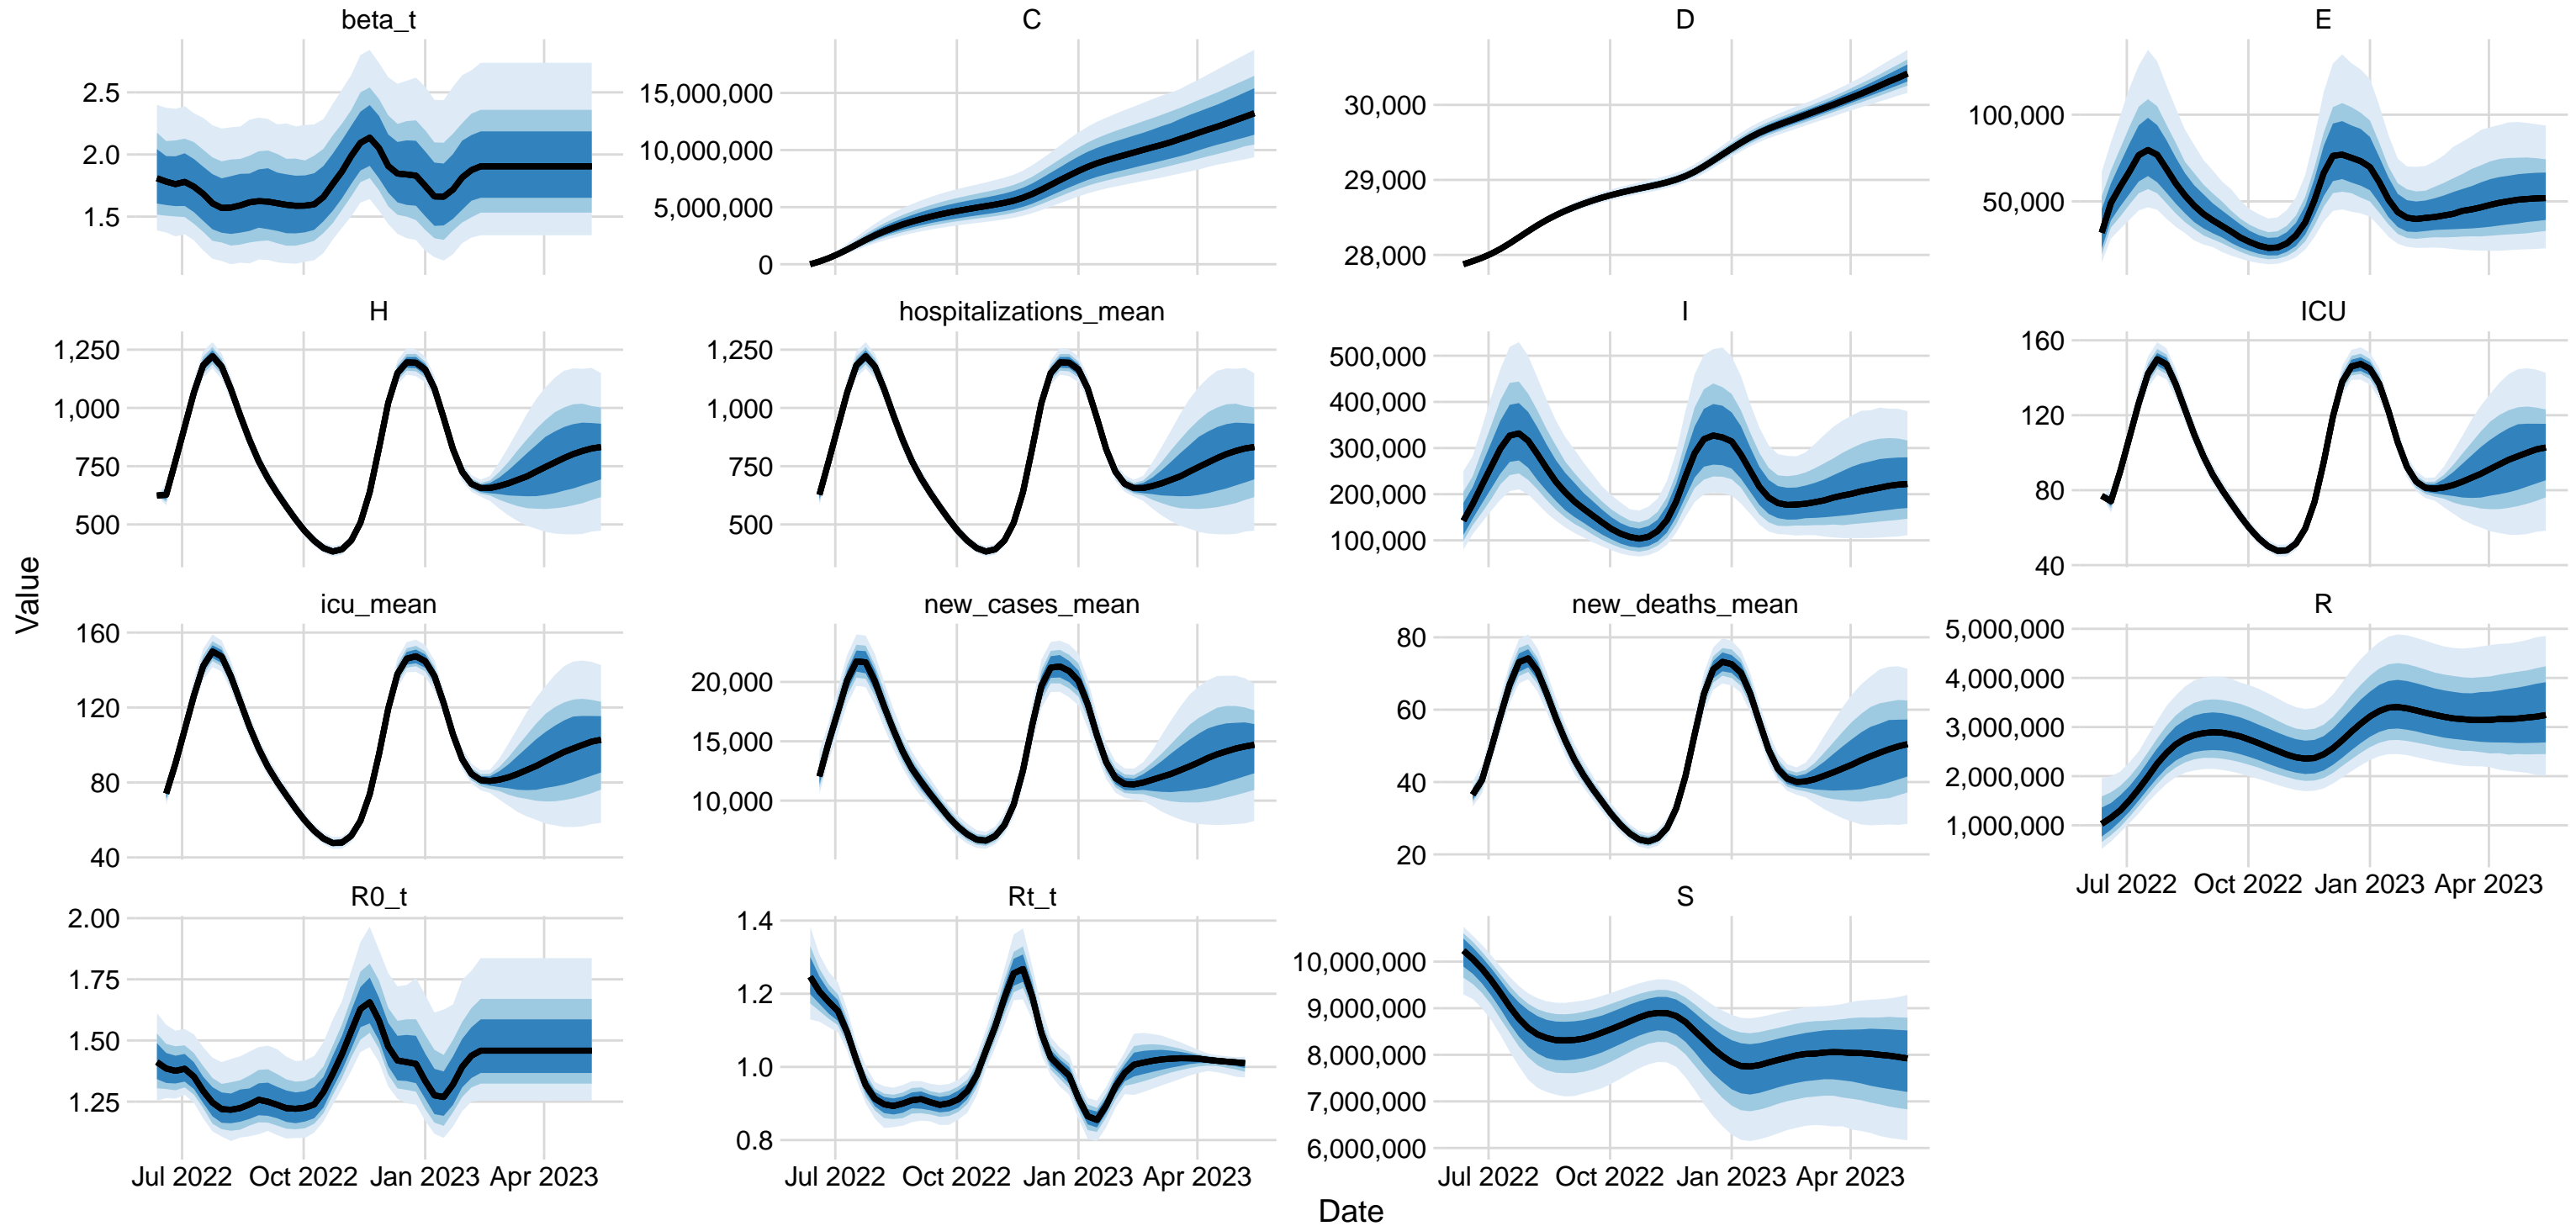 beta_t
2.5
2.0
1.5
C
15,000,000
10,000,000
5,000,000
0
D
30,000
29,000
28,000
E
100,000
50,000
H
1,250
1,000
750
500
hospitalizations_mean
1,250
1,000
750
500
I
500,000
400,000
300,000
200,000
100,000
ICU
160
120
80
40
icu_mean
160
120
80
40
new_cases_mean
20,000
15,000
10,000
new_deaths_mean
80
60
40
20
R
5,000,000
4,000,000
3,000,000
2,000,000
1,000,000
Jul 2022 Oct 2022 Jan 2023 Apr 2023
R0_t
2.00
1.75
1.50
1.25
Jul 2022 Oct 2022 Jan 2023 Apr 2023
Rt_t
1.4
1.2
1.0
0.8
Jul 2022 Oct 2022 Jan 2023 Apr 2023
S
10,000,000
9,000,000
8,000,000
7,000,000
6,000,000
Jul 2022 Oct 2022 Jan 2023 Apr 2023
Value
Date